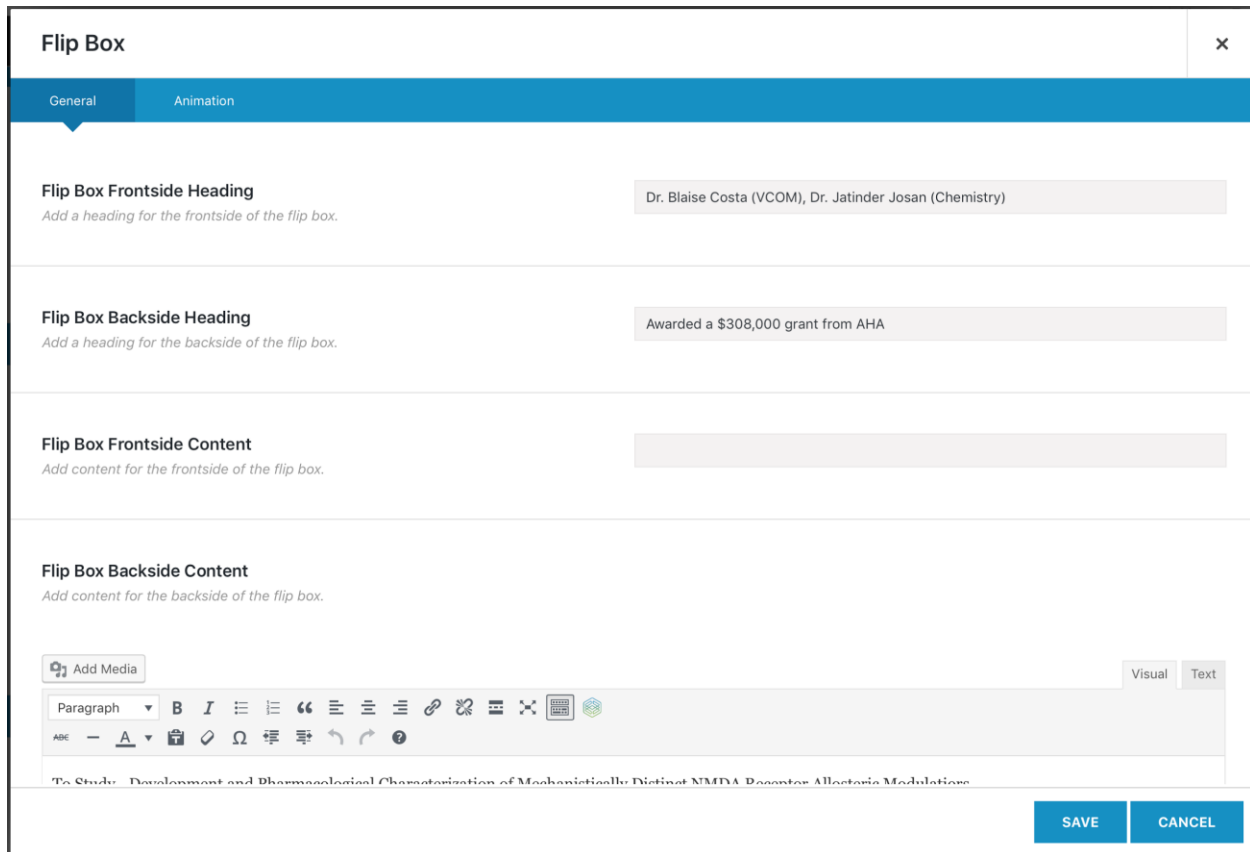 Flip Box
×
General Animation
Flip Box Frontside Heading
Add a heading for the frontside of the flip box.
Dr. Blaise Costa (VCOM), Dr. Jatinder Josan (Chemistry)
Flip Box Backside Heading
Add a heading for the backside of the flip box.
Awarded a $308,000 grant from AHA
Flip Box Frontside Content
Add content for the frontside of the flip box.
Flip Box Backside Content
Add content for the backside of the flip box.
Add Media
Visual Text
Paragraph B I
ABC A Ω
To Study - Development and Pharmacological Characterization of Mechanistically Distinct NMDA Receptor Allosteric Modulatiors
SAVE CANCEL